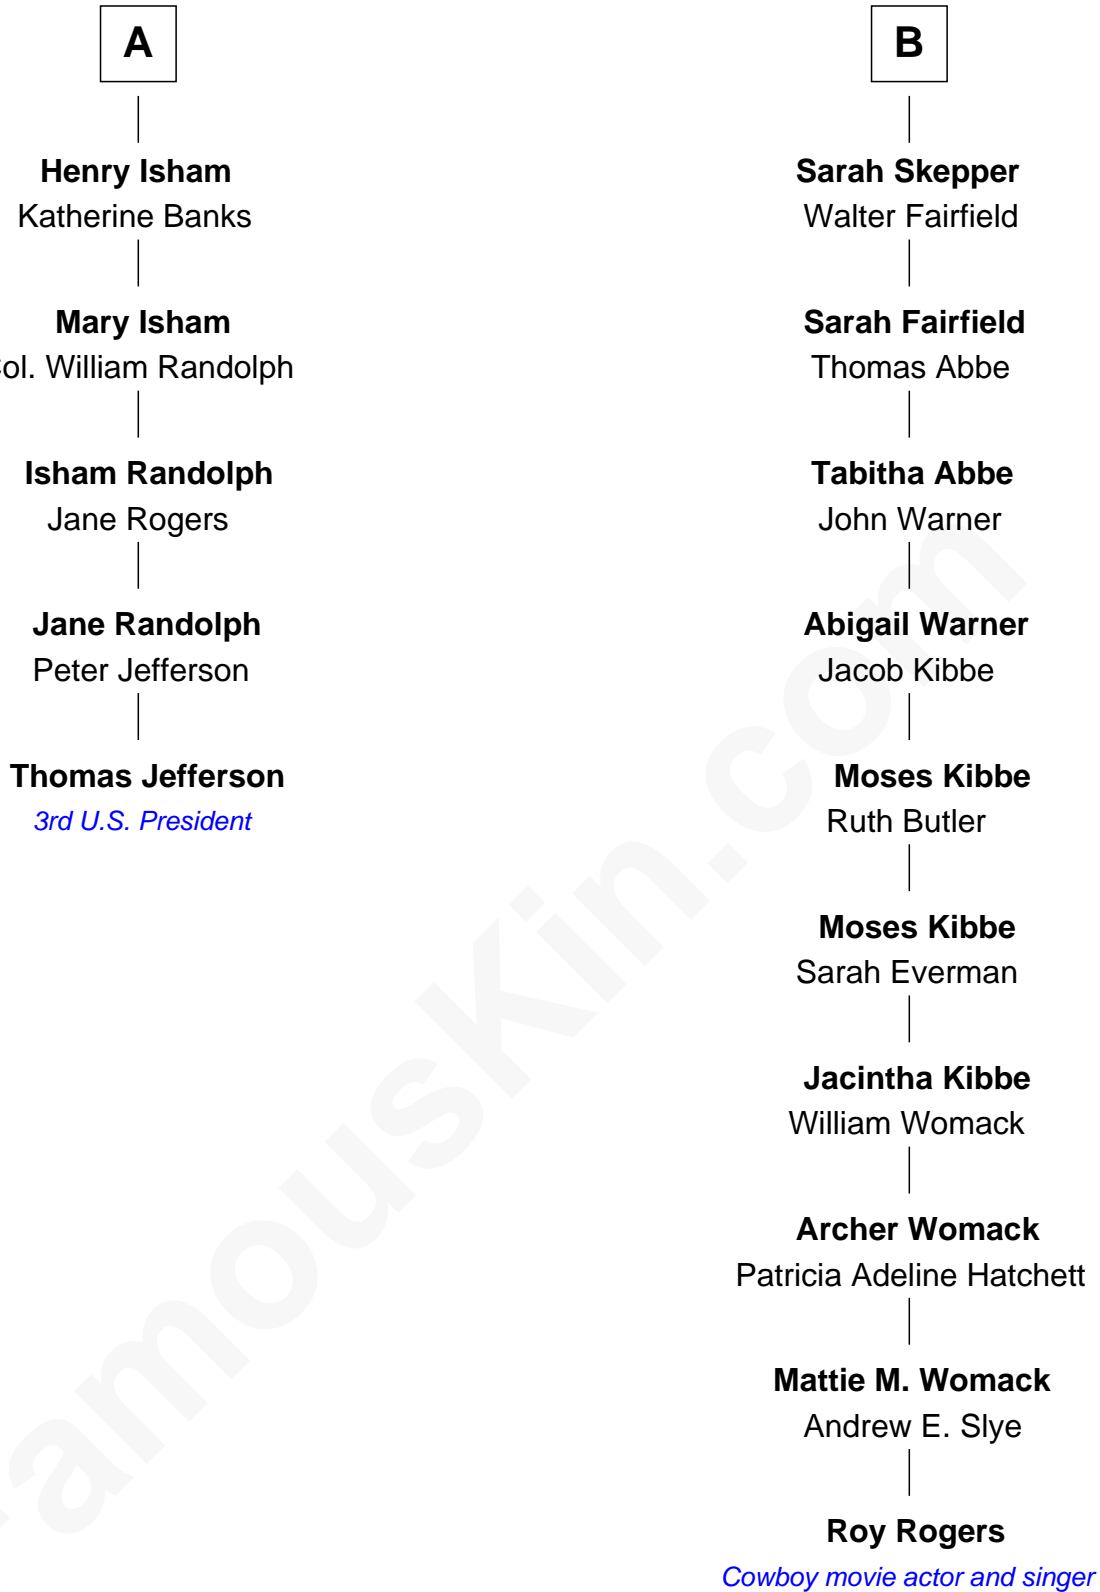 A
Henry Isham
Katherine Banks
Mary Isham
ol. William Randolph
Isham Randolph
Jane Rogers
Jane Randolph
Peter Jefferson
Thomas Jefferson
3rd U.S. President
B
Sarah Skepper
Walter Fairfield
Sarah Fairfield
Thomas Abbe
Tabitha Abbe
John Warner
Abigail Warner
Jacob Kibbe
Moses Kibbe
Ruth Butler
Moses Kibbe
Sarah Everman
Jacintha Kibbe
William Womack
Archer Womack
Patricia Adeline Hatchett
Mattie M. Womack
Andrew E. Slye
Roy Rogers
Cowboy movie actor and singer
amouskin.com